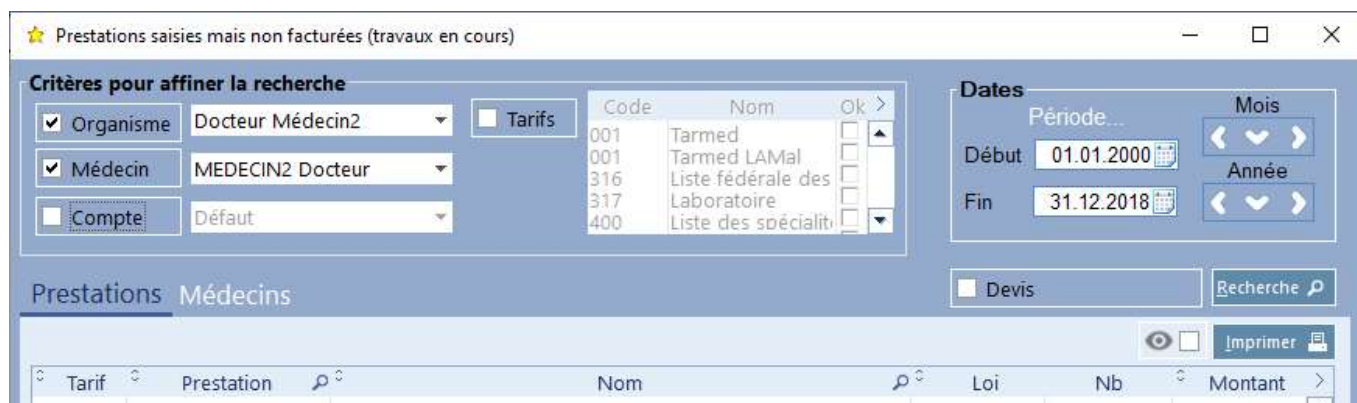 Prestations saisies mais non facturées (travaux en cours)
Critères pour affiner la recherche
Organisme Docteur Médecin2
Médecin MEDECIN2 Docteur
Compte Défaut
Tarifs
Code Nom Ok
001 Tarmed
001 Tarmed LAMal
316 Liste fédérale des
317 Laboratoire
400 Liste des spécialit
Dates
Période...
Début 01.01.2000
Fin 31.12.2018
Mois
Année
Prestations Médecins
Devis
Recherche
Imprimer
Tarif Prestation Nom Loi Nb Montant